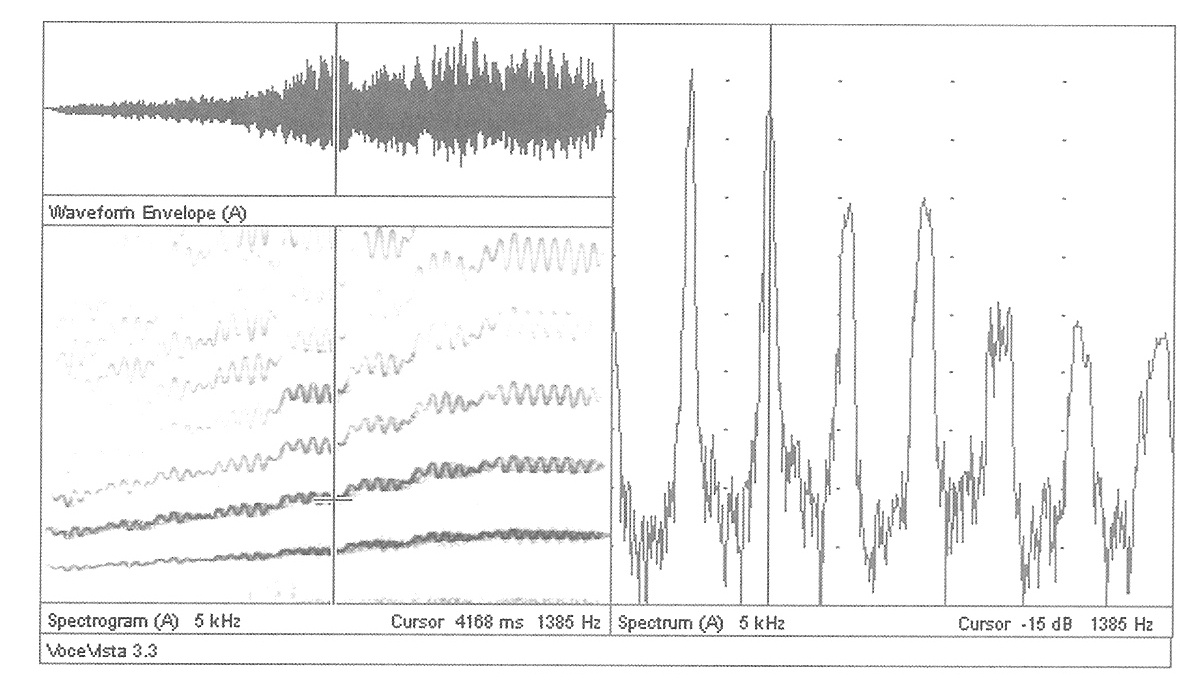 Waveform Envelope (A)
Spectrogram (A) 5 kHz Cursor 4168 ms 1385 Hz
Spectrum (A) 5 kHz Cursor -15 dB 1385 Hz
VoceVista 3.3